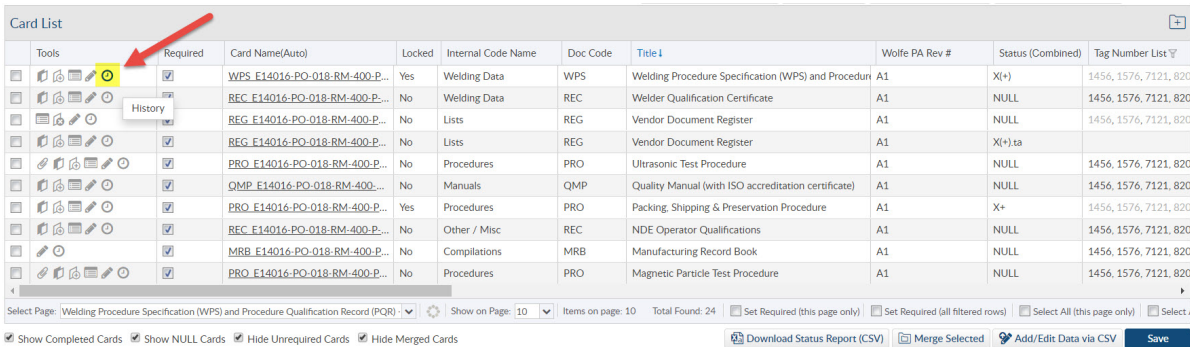 Card List
Tools Required Card Name(Auto) Locked Internal Code Name Doc Code Title Wolfe PA Rev # Status (Combined) Tag Number List
WPS_E14016-PO-018-RM-400-P... Yes Welding Data WPS Welding Procedure Specification (WPS) and Procedur A1 X(+) 1456, 1576, 7121, 820
REC_E14016-PO-018-RM-400-P-... No Welding Data REC Welder Qualification Certificate A1 NULL 1456, 1576, 7121, 820
History
REG_E14016-PO-018-RM-400-P-... No Lists REG Vendor Document Register A1 NULL 1456, 1576, 7121, 820
REG_E14016-PO-018-RM-400-P-... No Lists REG Vendor Document Register A1 X(+).ta
PRO_E14016-PO-018-RM-400-P... No Procedures PRO Ultrasonic Test Procedure A1 NULL 1456, 1576, 7121, 820
QMP_E14016-PO-018-RM-400-... No Manuals QMP Quality Manual (with ISO accreditation certificate) A1 NULL 1456, 1576, 7121, 820
PRO_E14016-PO-018-RM-400-P... Yes Procedures PRO Packing, Shipping & Preservation Procedure A1 X+ 1456, 1576, 7121, 820
REC_E14016-PO-018-RM-400-P-... No Other / Misc REC NDE Operator Qualifications A1 NULL 1456, 1576, 7121, 820
MRB_E14016-PO-018-RM-400-P... No Compilations MRB Manufacturing Record Book A1 NULL 1456, 1576, 7121, 820
PRO_E14016-PO-018-RM-400-P... No Procedures PRO Magnetic Particle Test Procedure A1 NULL 1456, 1576, 7121, 820
Select Page: Welding Procedure Specification (WPS) and Procedure Qualification Record (PQR) - Show on Page: 10 Items on page: 10 Total Found: 24 Set Required (this page only) Set Required (all filtered rows) Select All (this page only) Select
Show Completed Cards Show NULL Cards Hide Unrequired Cards Hide Merged Cards Download Status Report (CSV) Merge Selected Add/Edit Data via CSV Save